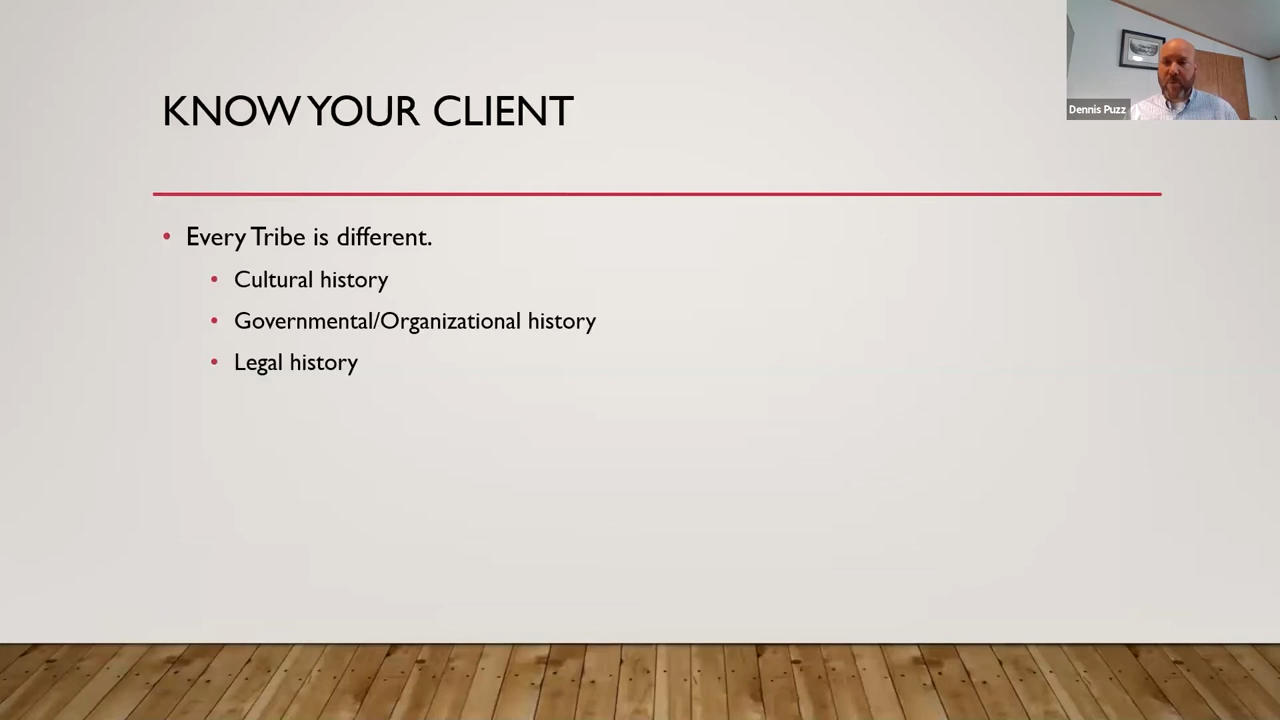 KNOW YOUR CLIENT
Dennis Puzz
Every Tribe is different.
Cultural history
Governmental/Organizational history
Legal history